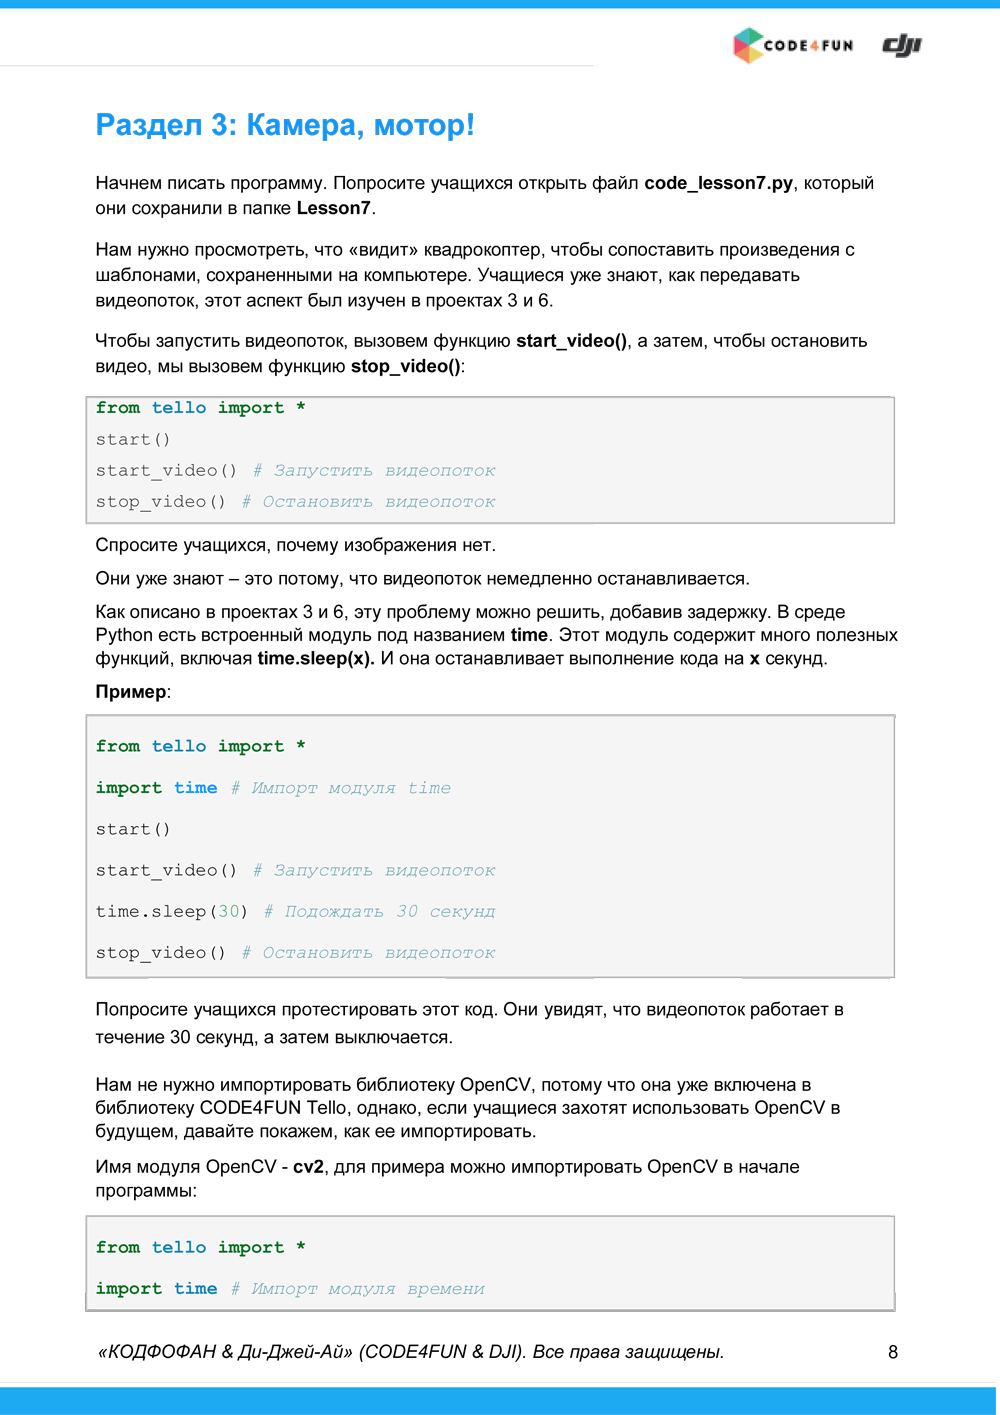 CODE4FUN dji
Раздел 3: Камера, мотор!
Начнем писать программу. Попросите учащихся открыть файл code_lesson7.py, который
они сохранили в папке Lesson7.
Нам нужно просмотреть, что «видит» квадрокоптер, чтобы сопоставить произведения с
шаблонами, сохраненными на компьютере. Учащиеся уже знают, как передавать
видеопоток, этот аспект был изучен в проектах 3 и 6.
Чтобы запустить видеопоток, вызовем функцию start_video(), а затем, чтобы остановить
видео, мы вызовем функцию stop_video():
from tello import *
start()
start_video() # Запустить видеопоток
stop_video() # Остановить видеопоток
Спросите учащихся, почему изображения нет.
Они уже знают – это потому, что видеопоток немедленно останавливается.
Как описано в проектах 3 и 6, эту проблему можно решить, добавив задержку. В среде
Python есть встроенный модуль под названием time. Этот модуль содержит много полезных
функций, включая time.sleep(x). И она останавливает выполнение кода на x секунд.
Пример:
from tello import *
import time # Импорт модуля time
start()
start_video() # Запустить видеопоток
time.sleep(30) # Подождать 30 секунд
stop_video() # Остановить видеопоток
Попросите учащихся протестировать этот код. Они увидят, что видеопоток работает в
течение 30 секунд, а затем выключается.
Нам не нужно импортировать библиотеку OpenCV, потому что она уже включена в
библиотеку CODE4FUN Tello, однако, если учащиеся захотят использовать OpenCV в
будущем, давайте покажем, как ее импортировать.
Имя модуля OpenCV - cv2, для примера можно импортировать OpenCV в начале
программы:
from tello import *
import time # Импорт модуля времени
«КОДФОФАН & Ди-Джей-Ай» (CODE4FUN & DJI). Все права защищены. 8